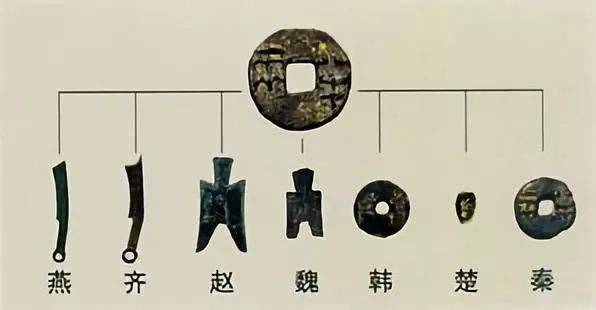 燕 齐 赵 魏 韩 楚 秦